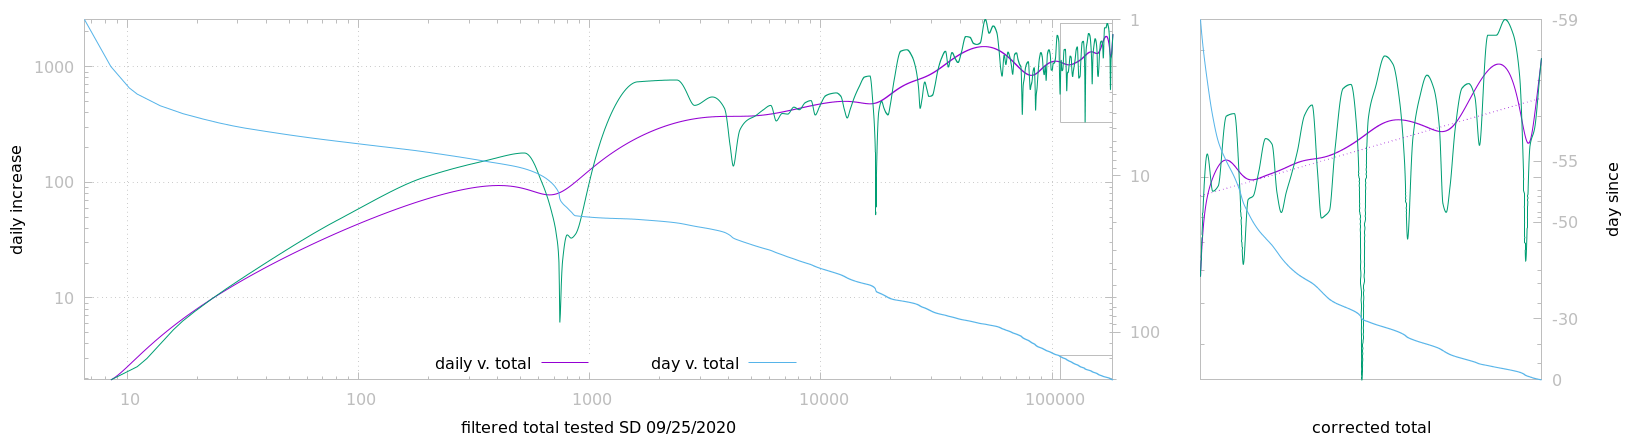 1
-59
1000
daily increase
100
10
-55
-50
day since
10
100
-30
0
daily v. total
day v. total
10
100
1000
10000
100000
filtered total tested SD 09/25/2020
corrected total